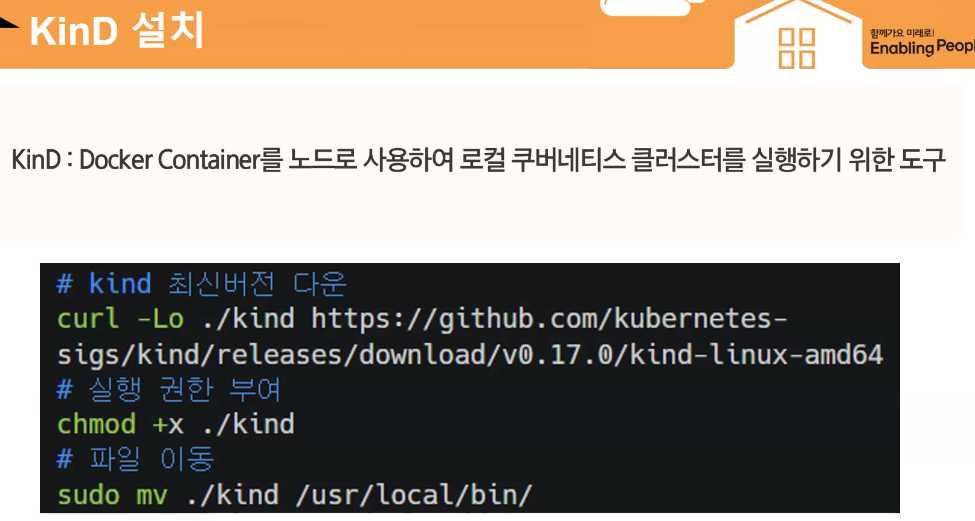 KinD 설치
함께가요 미래로!
Enabling Peopl
KinD : Docker Container를 노드로 사용하여 로컬 쿠버네티스 클러스터를 실행하기 위한 도구
# kind 최신버전 다운
curl -Lo ./kind https://github.com/kubernetes-
sigs/kind/releases/download/v0.17.0/kind-linux-amd64
# 실행 권한 부여
chmod +x ./kind
# 파일 이동
sudo mv ./kind /usr/local/bin/